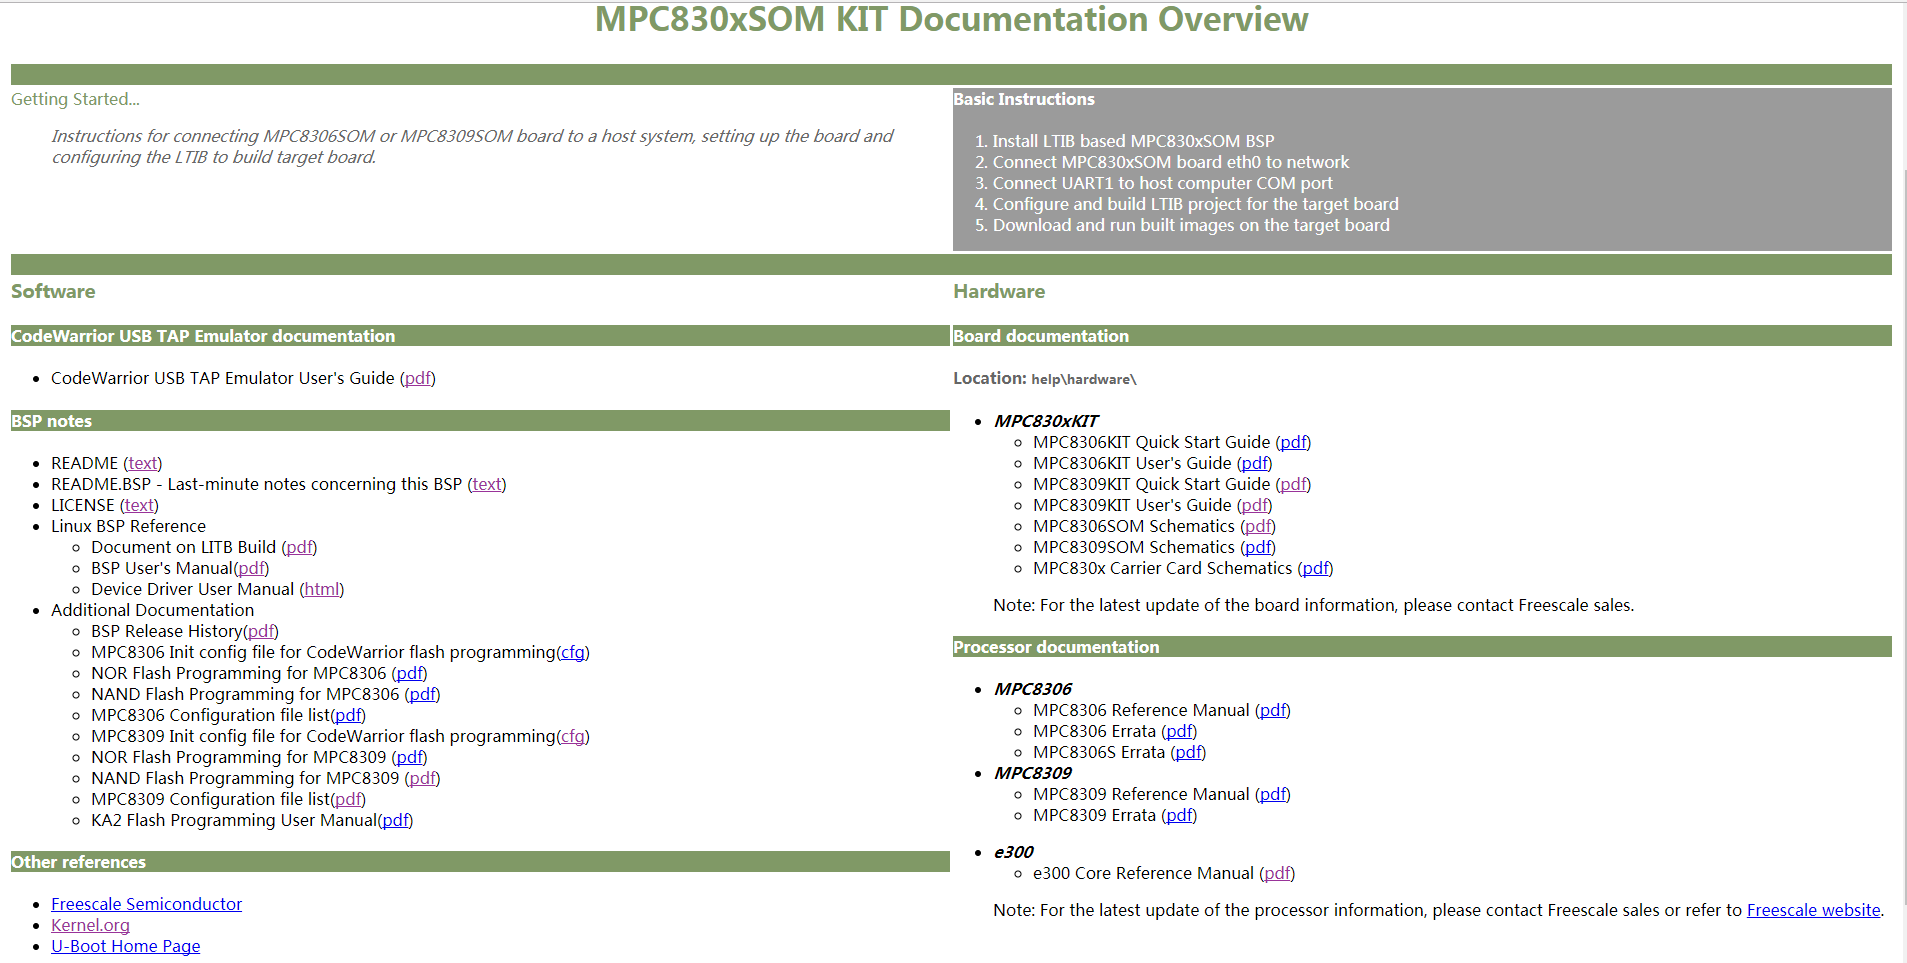 MPC830xSOM KIT Documentation Overview
Getting Started...
Instructions for connecting MPC8306SOM or MPC8309SOM board to a host system, setting up the board and
configuring the LTIB to build target board.
Basic Instructions
1. Install LTIB based MPC830xSOM BSP
2. Connect MPC830xSOM board eth0 to network
3. Connect UART1 to host computer COM port
4. Configure and build LTIB project for the target board
5. Download and run built images on the target board
Software
CodeWarrior USB TAP Emulator documentation
• CodeWarrior USB TAP Emulator User's Guide (pdf)
BSP notes
• README (text)
• README.BSP - Last-minute notes concerning this BSP (text)
• LICENSE (text)
• Linux BSP Reference
◦ Document on LITB Build (pdf)
◦ BSP User's Manual(pdf)
◦ Device Driver User Manual (html)
• Additional Documentation
◦ BSP Release History(pdf)
◦ MPC8306 Init config file for CodeWarrior flash programming(cfg)
◦ NOR Flash Programming for MPC8306 (pdf)
◦ NAND Flash Programming for MPC8306 (pdf)
◦ MPC8306 Configuration file list(pdf)
◦ MPC8309 Init config file for CodeWarrior flash programming(cfg)
◦ NOR Flash Programming for MPC8309 (pdf)
◦ NAND Flash Programming for MPC8309 (pdf)
◦ MPC8309 Configuration file list(pdf)
◦ KA2 Flash Programming User Manual(pdf)
Other references
• Freescale Semiconductor
• Kernel.org
• U-Boot Home Page
Hardware
Board documentation
Location: help\hardware\
• MPC830xKIT
◦ MPC8306KIT Quick Start Guide (pdf)
◦ MPC8306KIT User's Guide (pdf)
◦ MPC8309KIT Quick Start Guide (pdf)
◦ MPC8309KIT User's Guide (pdf)
◦ MPC8306SOM Schematics (pdf)
◦ MPC8309SOM Schematics (pdf)
◦ MPC830x Carrier Card Schematics (pdf)
Note: For the latest update of the board information, please contact Freescale sales.
Processor documentation
• MPC8306
◦ MPC8306 Reference Manual (pdf)
◦ MPC8306 Errata (pdf)
◦ MPC8306S Errata (pdf)
• MPC8309
◦ MPC8309 Reference Manual (pdf)
◦ MPC8309 Errata (pdf)
• e300
◦ e300 Core Reference Manual (pdf)
Note: For the latest update of the processor information, please contact Freescale sales or refer to Freescale website.